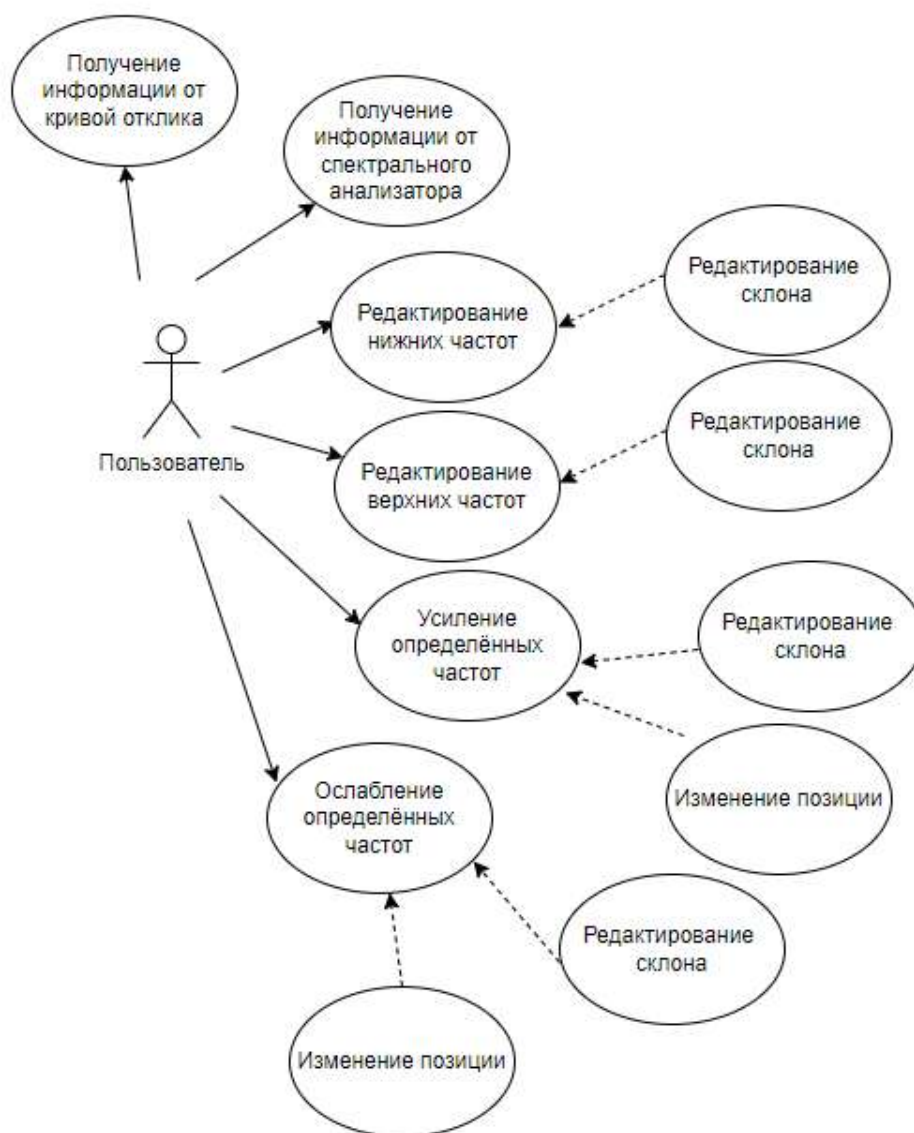 Получение
информации от
кривой отклика
Получение
информации от
спектрального
анализатора
Редактирование
склона
Редактирование
нижних частот
Редактирование
склона
Пользователь
Редактирование
верхних частот
Усиление
определённых
частот
Редактирование
склона
Изменение позиции
Ослабление
определённых
частот
Редактирование
склона
Изменение позиции